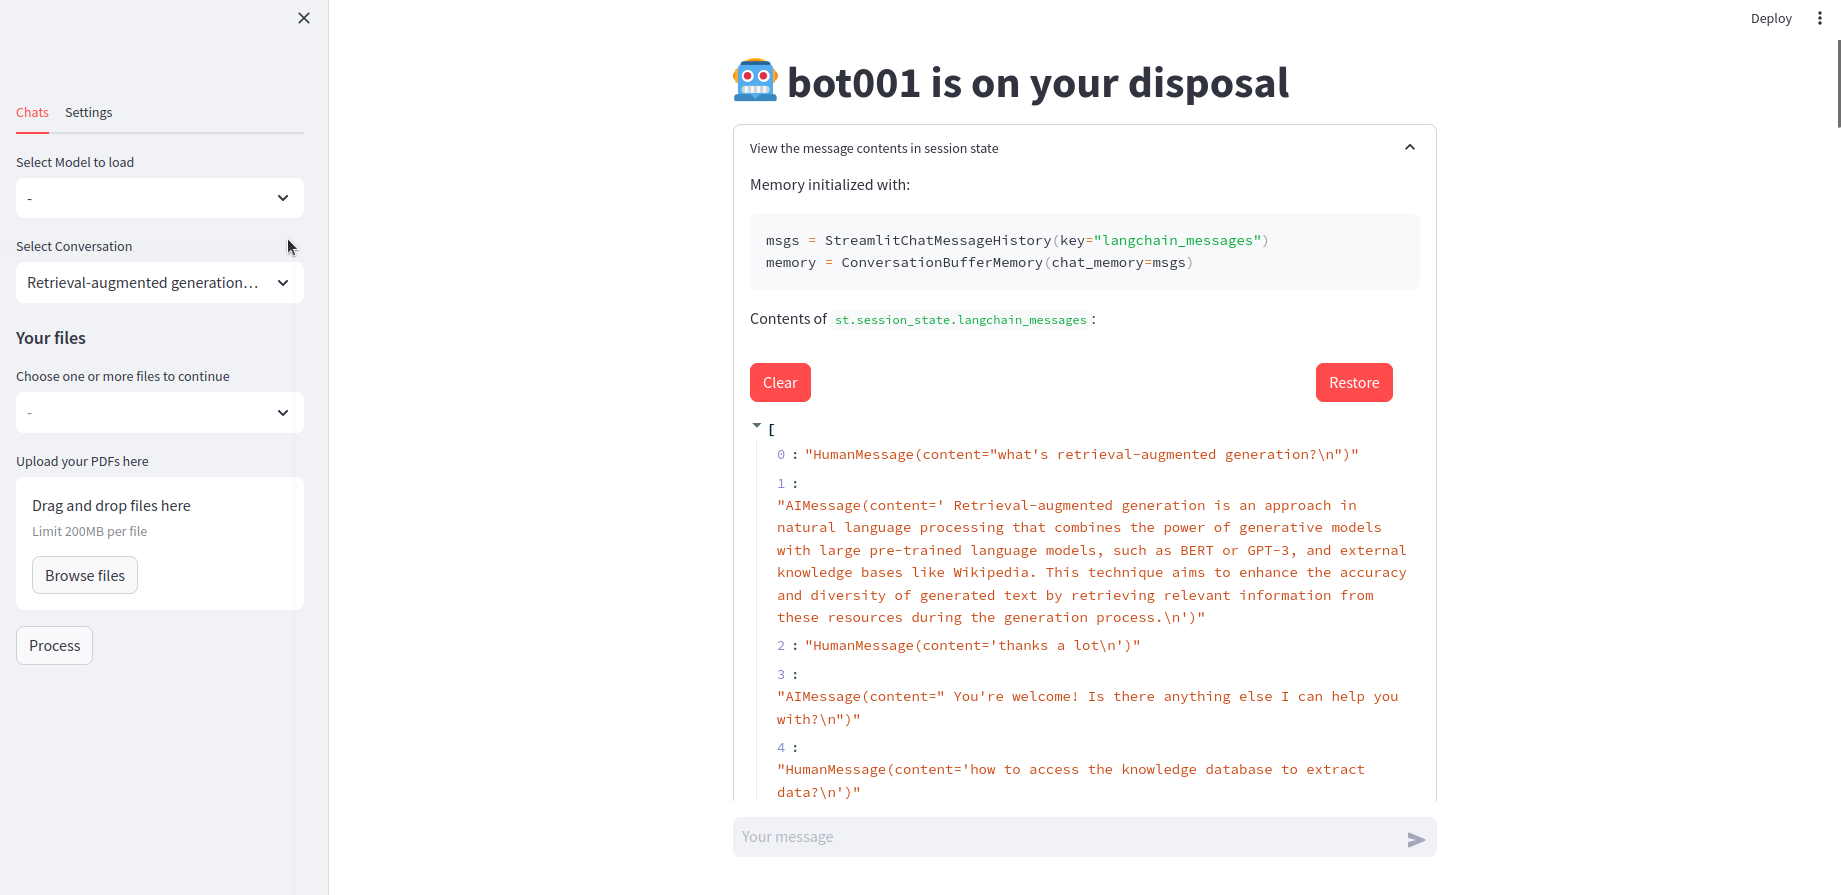 Deploy
Chats Settings
Select Model to load
-
Select Conversation
Retrieval-augmented generation...
Your files
Choose one or more files to continue
-
Upload your PDFs here
Drag and drop files here
Limit 200MB per file
Browse files
Process
bot001 is on your disposal
View the message contents in session state
Memory initialized with:
msgs = StreamlitChatMessageHistory(key="langchain_messages")
memory = ConversationBufferMemory(chat_memory=msgs)
Contents of st.session_state.langchain_messages:
Clear
Restore
[
0 : "HumanMessage(content="what's retrieval-augmented generation?\n")"
1 :
"AIMessage(content=' Retrieval-augmented generation is an approach in
natural language processing that combines the power of generative models
with large pre-trained language models, such as BERT or GPT-3, and external
knowledge bases like Wikipedia. This technique aims to enhance the accuracy
and diversity of generated text by retrieving relevant information from
these resources during the generation process.\n')"
2 : "HumanMessage(content='thanks a lot\n')"
3 :
"AIMessage(content=" You're welcome! Is there anything else I can help you
with?\n")"
4 :
"HumanMessage(content='how to access the knowledge database to extract
data?\n')"
Your message